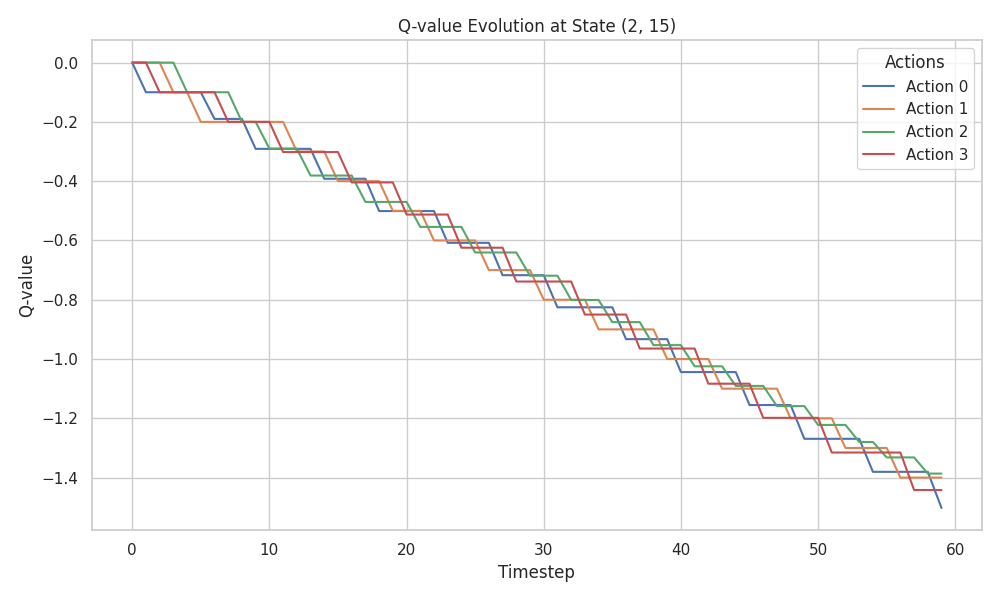 Q-value Evolution at State (2, 15)
Actions
Action 0
Action 1
Action 2
Action 3
Q-value
0.0
−0.2
−0.4
−0.6
−0.8
−1.0
−1.2
−1.4
0 10 20 30 40 50 60
Timestep